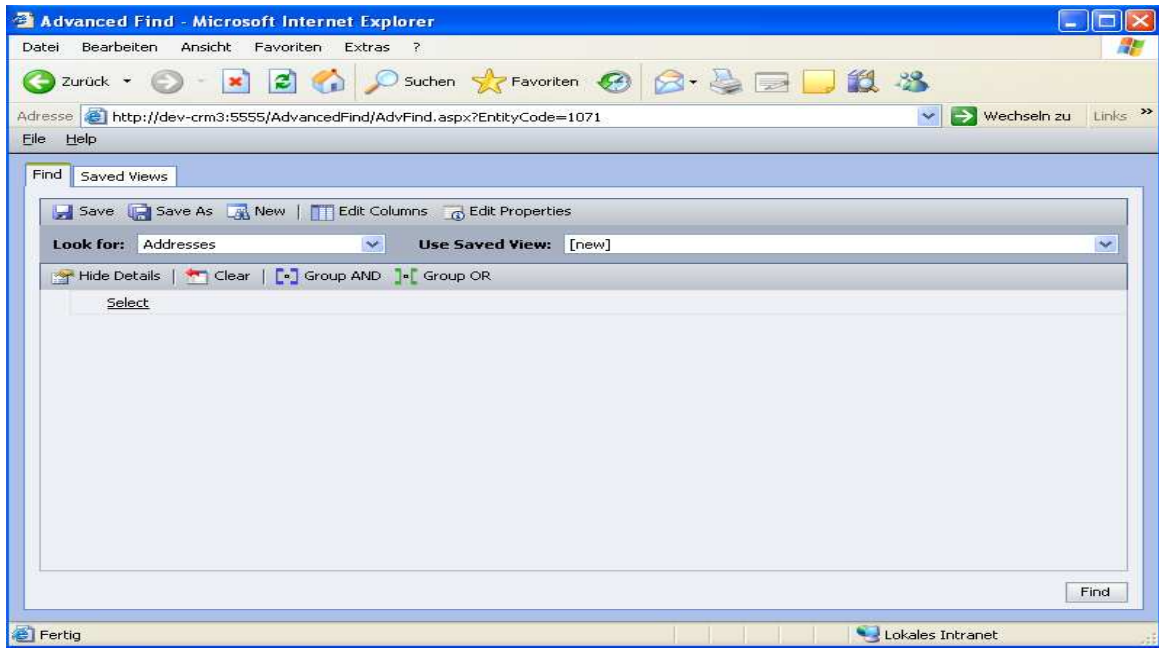 Advanced Find - Microsoft Internet Explorer
Datei Bearbeiten Ansicht Favoriten Extras ?
Zurück Suchen Favoriten
Adresse http://dev-crm3:5555/AdvancedFind/AdvFind.aspx?EntityCode=1071 Wechseln zu Links »
File Help
Find Saved Views
Save Save As New | Edit Columns Edit Properties
Look for: Addresses Use Saved View: [new]
Hide Details | Clear | Group AND Group OR
Select
Find
Fertig Lokales Intranet